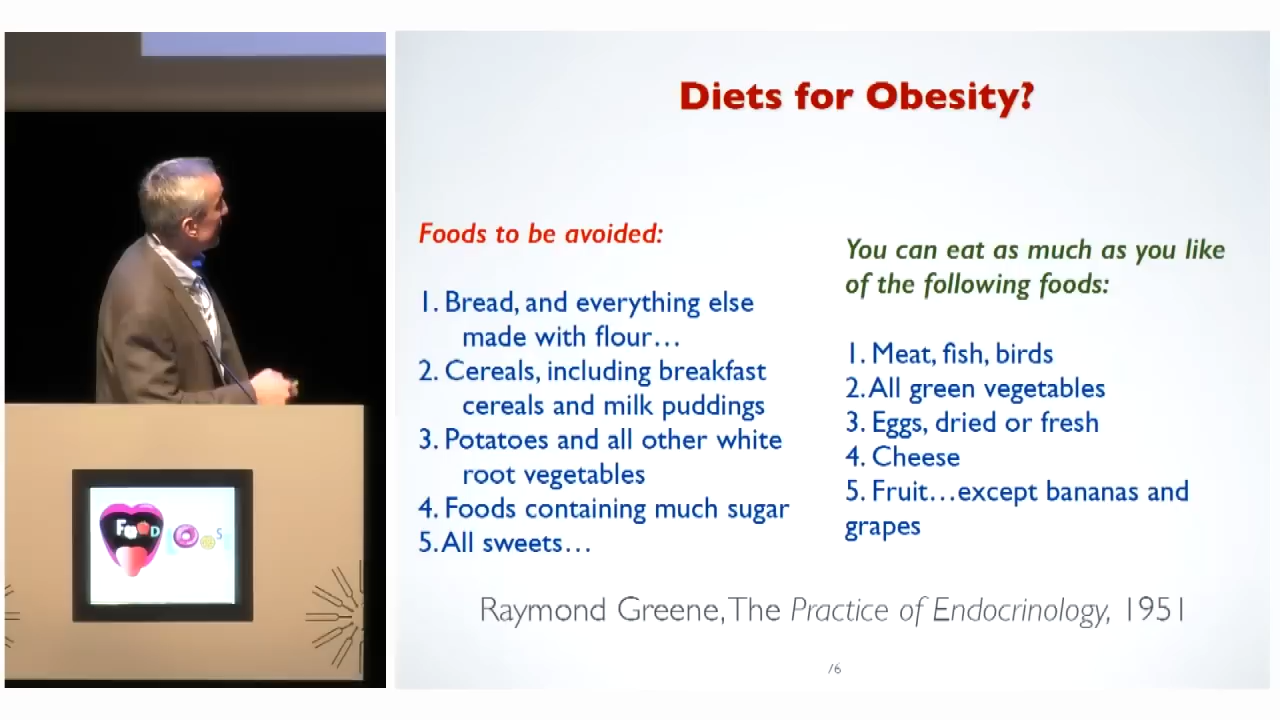 Diets for Obesity?
Foods to be avoided:
1. Bread, and everything else
made with flour…
2. Cereals, including breakfast
cereals and milk puddings
3. Potatoes and all other white
root vegetables
4. Foods containing much sugar
5. All sweets…
You can eat as much as you like
of the following foods:
1. Meat, fish, birds
2. All green vegetables
3. Eggs, dried or fresh
4. Cheese
5. Fruit…except bananas and
grapes
Raymond Greene, The Practice of Endocrinology, 1951
16
FOOD